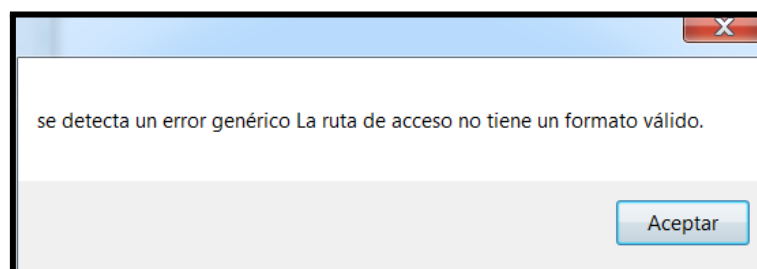 se detecta un error genérico La ruta de acceso no tiene un formato válido.
Aceptar